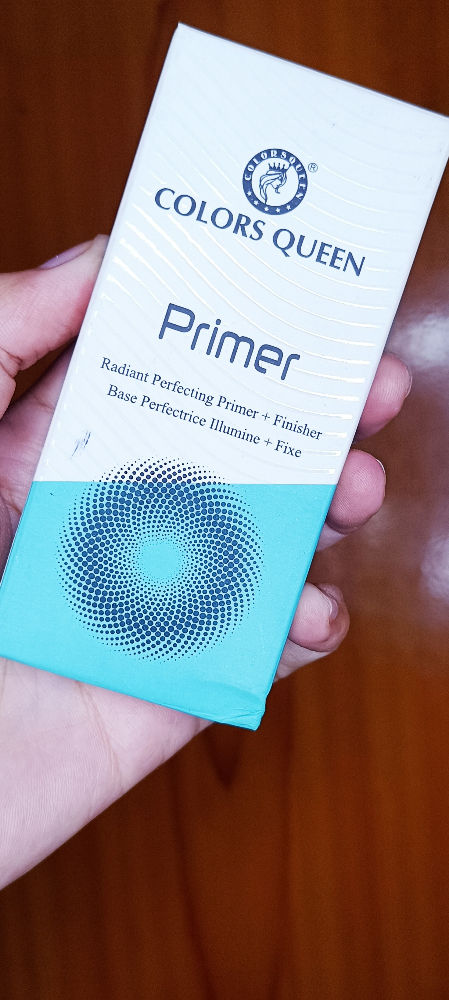 COLORSQUEEN
®
COLORS QUEEN
Primer
Radiant Perfecting Primer + Finisher
Base Perfectrice Illumine + Fixe